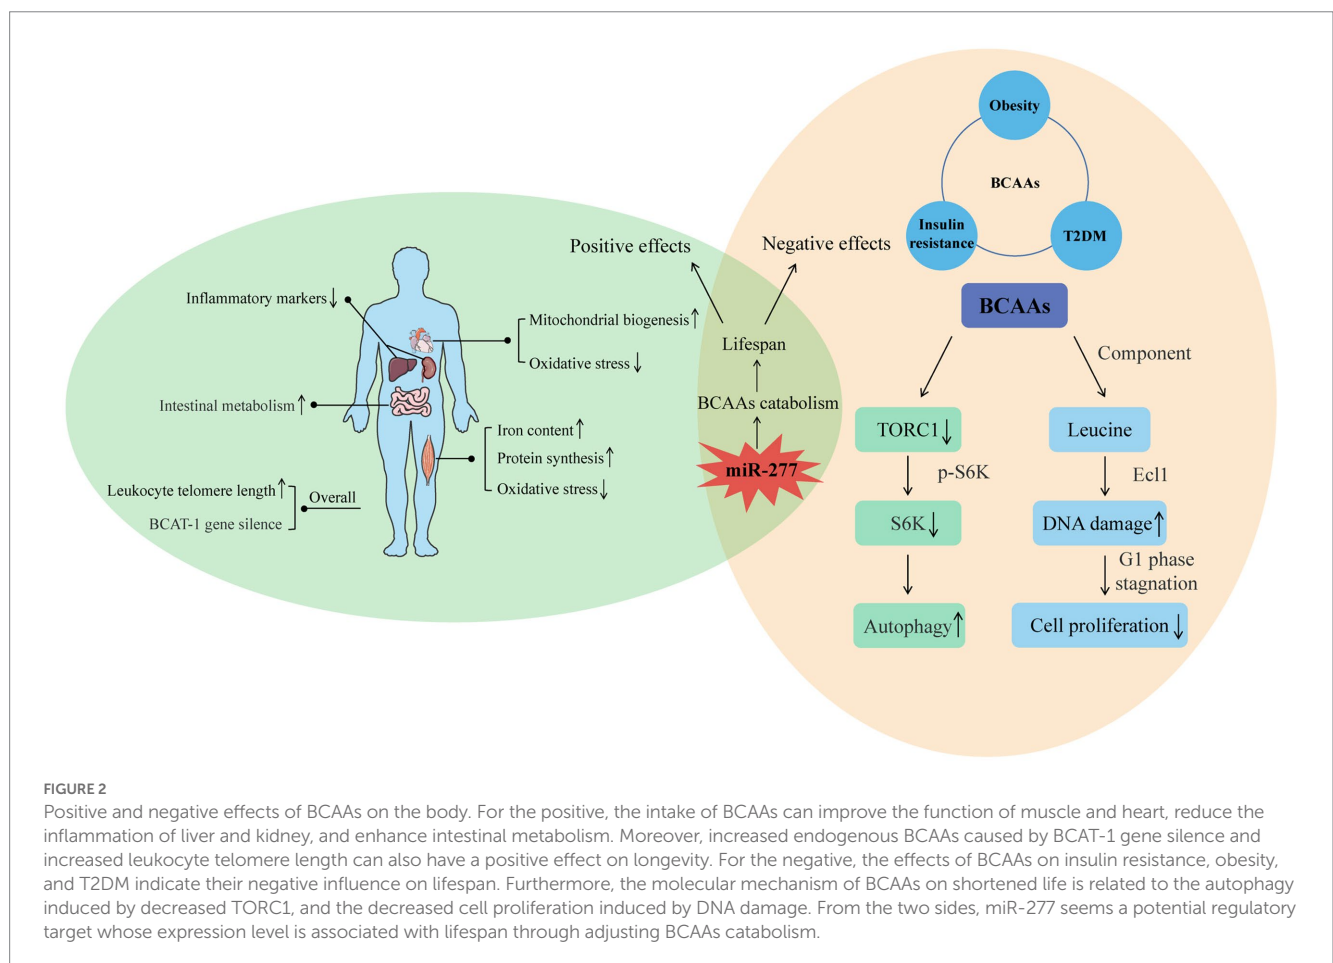 Obesity
BCAAs
Insulin
resistance
T2DM
Positive effects
Negative effects
Inflammatory markers↓
Mitochondrial biogenesis↑
Oxidative stress↓
Intestinal metabolism↑
Iron content↑
Protein synthesis↑
Oxidative stress↓
Leukocyte telomere length↑
BCAT-1 gene silence
Overall
Lifespan
BCAAs catabolism
miR-277
BCAAs
Component
TORC1↓
Leucine
p-S6K
Ecl1
S6K↓
DNA damage↑
G1 phase
stagnation
Autophagy↑
Cell proliferation↓
FIGURE 2
Positive and negative effects of BCAAs on the body. For the positive, the intake of BCAAs can improve the function of muscle and heart, reduce the
inflammation of liver and kidney, and enhance intestinal metabolism. Moreover, increased endogenous BCAAs caused by BCAT-1 gene silence and
increased leukocyte telomere length can also have a positive effect on longevity. For the negative, the effects of BCAAs on insulin resistance, obesity,
and T2DM indicate their negative influence on lifespan. Furthermore, the molecular mechanism of BCAAs on shortened life is related to the autophagy
induced by decreased TORC1, and the decreased cell proliferation induced by DNA damage. From the two sides, miR-277 seems a potential regulatory
target whose expression level is associated with lifespan through adjusting BCAAs catabolism.